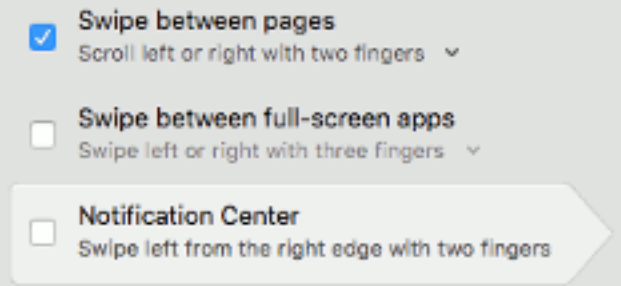 Swipe between pages
Scroll left or right with two fingers
Swipe between full-screen apps
Swipe left or right with three fingers
Notification Center
Swipe left from the right edge with two fingers